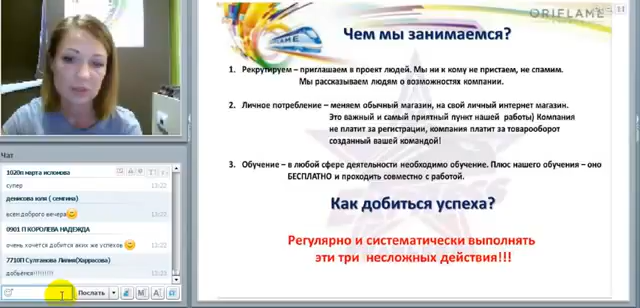 ORIFLAME
Чем мы занимаемся?
1. Рекрутируем – приглашаем в проект людей. Мы ни к кому не пристаем, не спамим.
Мы рассказываем людям о возможностях компании.
2. Личное потребление – меняем обычный магазин, на свой личный интернет магазин.
Это важный и самый приятный пункт нашей работы) Компания
не платит за регистрации, компания платит за товарооборот
созданный вашей командой!
3. Обучение – в любой сфере деятельности необходимо обучение. Плюс нашего обучения – оно
БЕСПЛАТНО и проходить совместно с работой.
Как добиться успеха?
Регулярно и систематически выполнять
эти три несложных действия!!!
Чат
1020п марта ислонова
супер
13:22
денисова юля ( сенгина)
всем доброго вечера
13:22
0901 П КОРОЛЕВА НАДЕЖДА
очень хочется добится аких же успехов
13:22
7710П Султанова Лилия(Харрасова)
добьёмся!!!!!!!!!
13:22
Послать